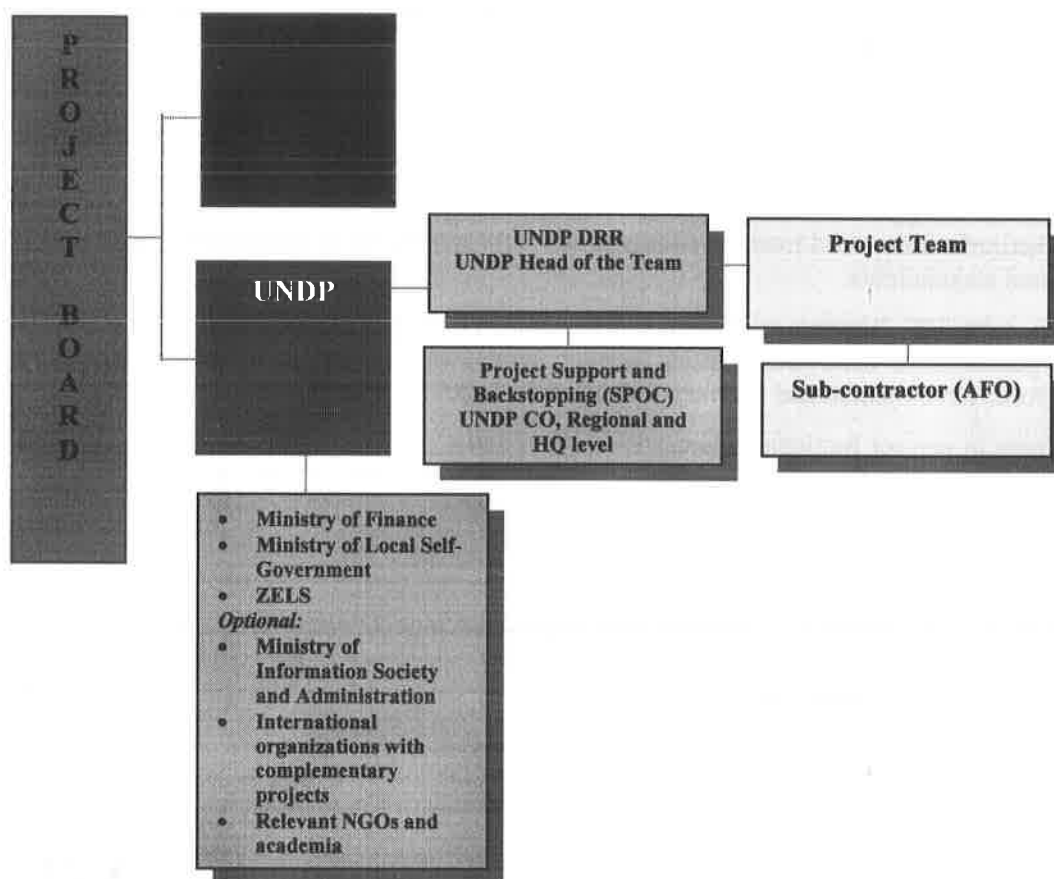 PROJECT BOARD
UNDP
UNDP DRR
UNDP Head of the Team
Project Team
Project Support and
Backstopping (SPOC)
UNDP CO, Regional and
HQ level
Sub-contractor (AFO)
• Ministry of Finance
• Ministry of Local Self-
Government
• ZELS
Optional:
• Ministry of
Information Society
and Administration
• International
organizations with
complementary
projects
• Relevant NGOs and
academia